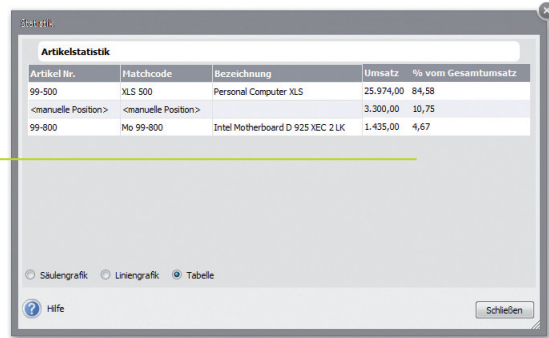 Statistik
Artikelstatistik
Artikel Nr. Matchcode Bezeichnung Umsatz % vom Gesamtumsatz
99-500 XLS 500 Personal Computer XLS 25.974,00 84,58
<manuelle Position> <manuelle Position> 3.300,00 10,75
99-800 Mo 99-800 Intel Motherboard D 925 XEC 2 LK 1.435,00 4,67
Säulengrafik Liniengrafik Tabelle
Hilfe Schließen